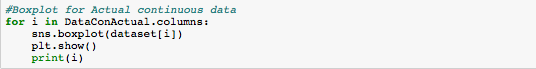 #Boxplot for Actual continuous data
for i in DataConActual.columns:
    sns.boxplot(dataset[i])
    plt.show()
    print(i)